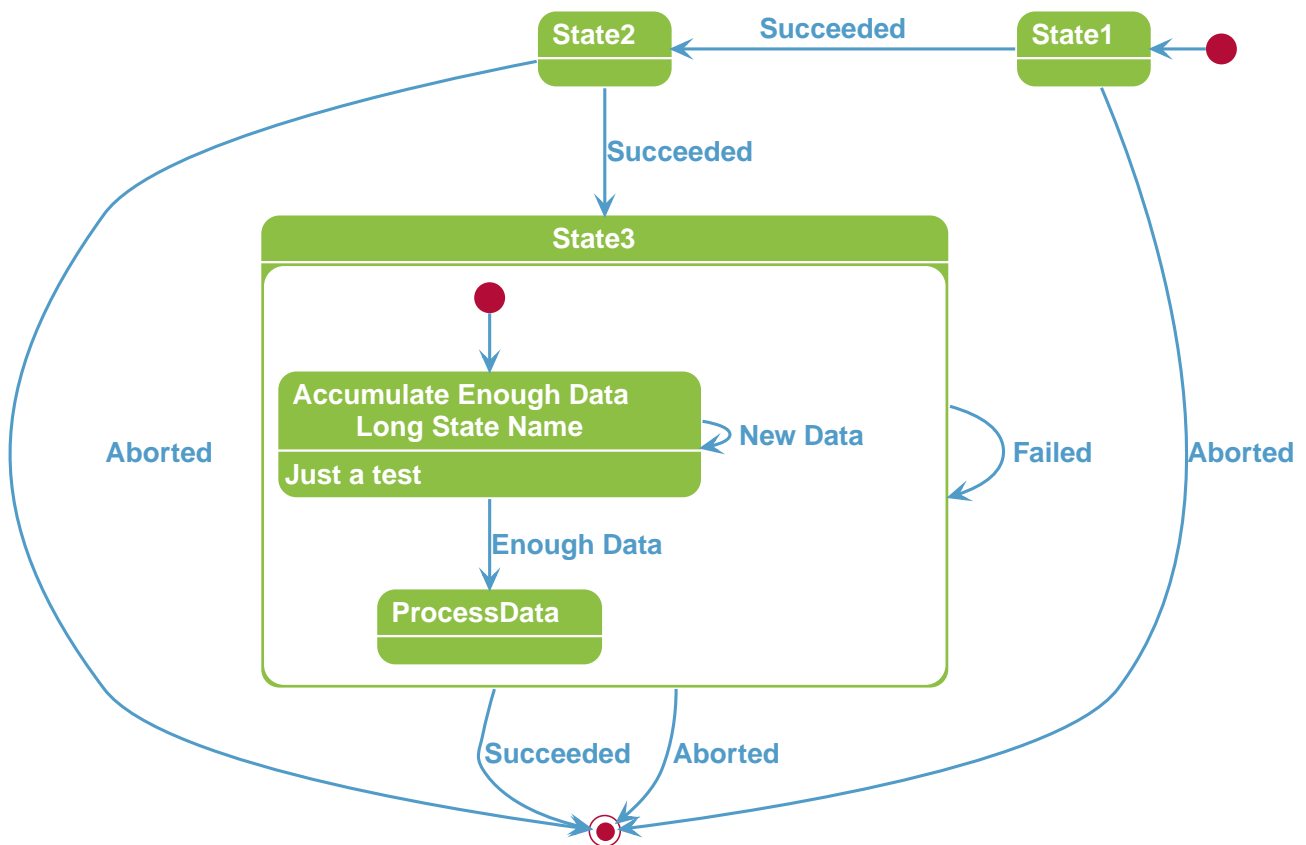 State2
Succeeded
State1
Succeeded
State3
Accumulate Enough Data
Long State Name
New Data
Just a test
Aborted
Failed
Aborted
Enough Data
ProcessData
Succeeded
Aborted